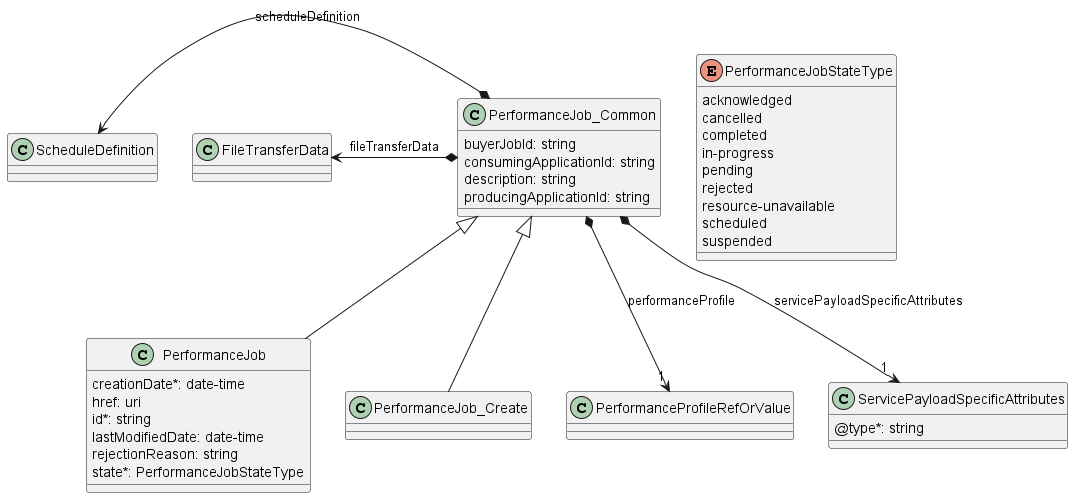 scheduleDefinition
C ScheduleDefinition
C FileTransferData
fileTransferData
C PerformanceJob_Common
buyerJobId: string
consumingApplicationId: string
description: string
producingApplicationId: string
E PerformanceJobStateType
acknowledged
cancelled
completed
in-progress
pending
rejected
resource-unavailable
scheduled
suspended
performanceProfile
servicePayloadSpecificAttributes
1
1
C PerformanceJob
creationDate*: date-time
href: uri
id*: string
lastModifiedDate: date-time
rejectionReason: string
state*: PerformanceJobStateType
C PerformanceJob_Create
C PerformanceProfileRefOrValue
C ServicePayloadSpecificAttributes
@type*: string